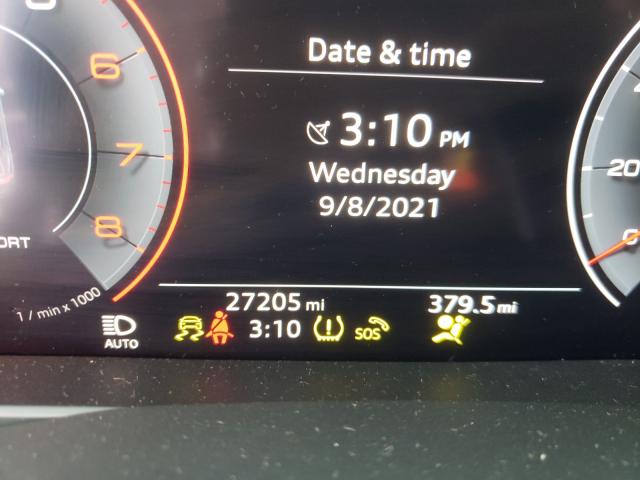 Date & time
6
3:10 PM
7
Wednesday
20
8
9/8/2021
ORT
0
1 / min x 1000
27205 mi
379.5 mi
3:10
SOS
AUTO